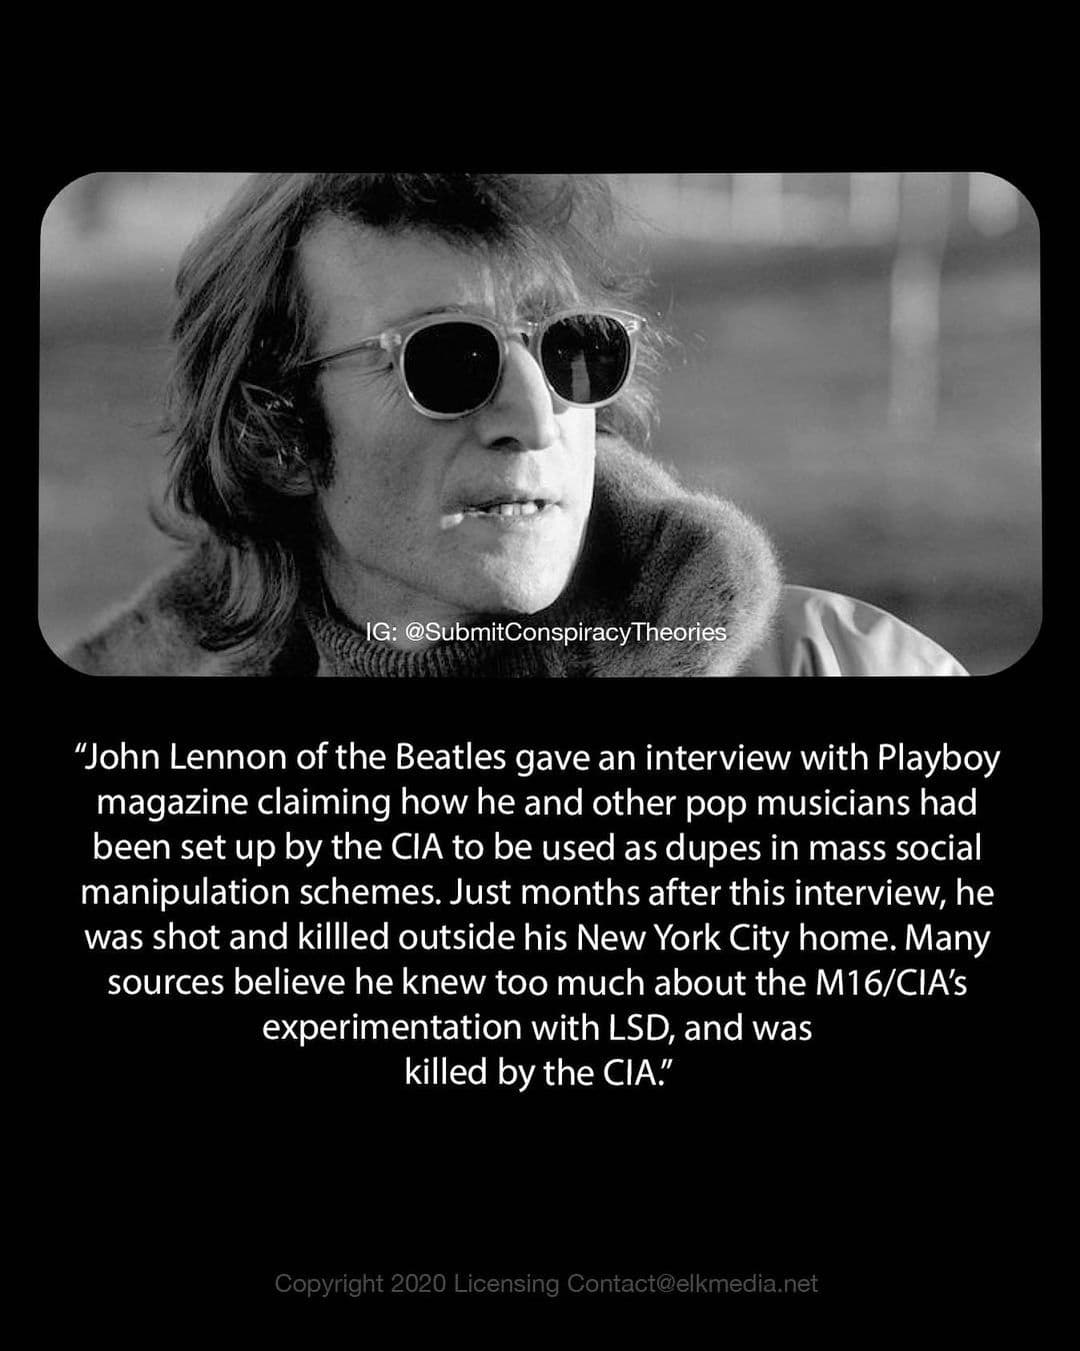 IG: @SubmitConspiracyTheories
“John Lennon of the Beatles gave an interview with Playboy
magazine claiming how he and other pop musicians had
been set up by the CIA to be used as dupes in mass social
manipulation schemes. Just months after this interview, he
was shot and killled outside his New York City home. Many
sources believe he knew too much about the M16/CIA’s
experimentation with LSD, and was
killed by the CIA.”
Copyright 2020 Licensing Contact@elkmedia.net